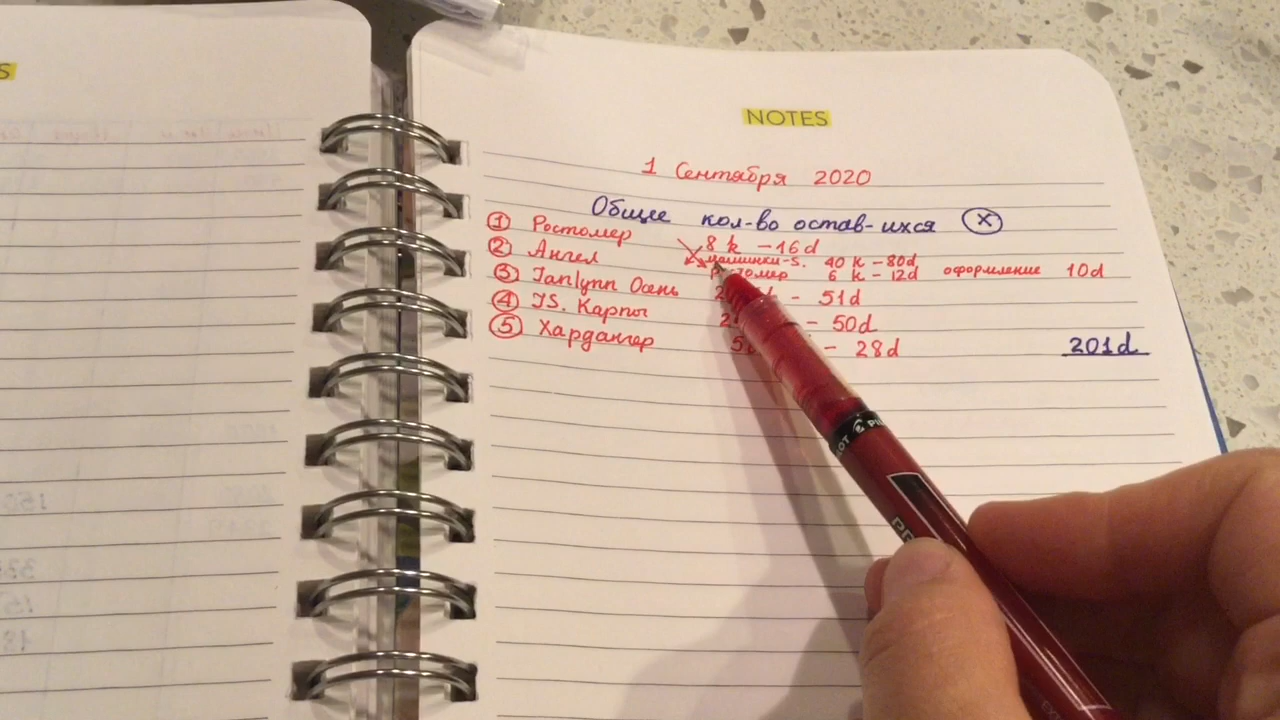 S
NOTES
1 Сентября 2020
Общее кол-во остав-ихся X
① Ростомер 8 k - 16d
② Ангел машинки-S. 40 k - 80d
Ростомер 6 k - 12d оформление 10d
③ Janlynn Осень - 51d
④ JS. Карпы - 50d
⑤ Хардангер - 28d 201d
PILOT